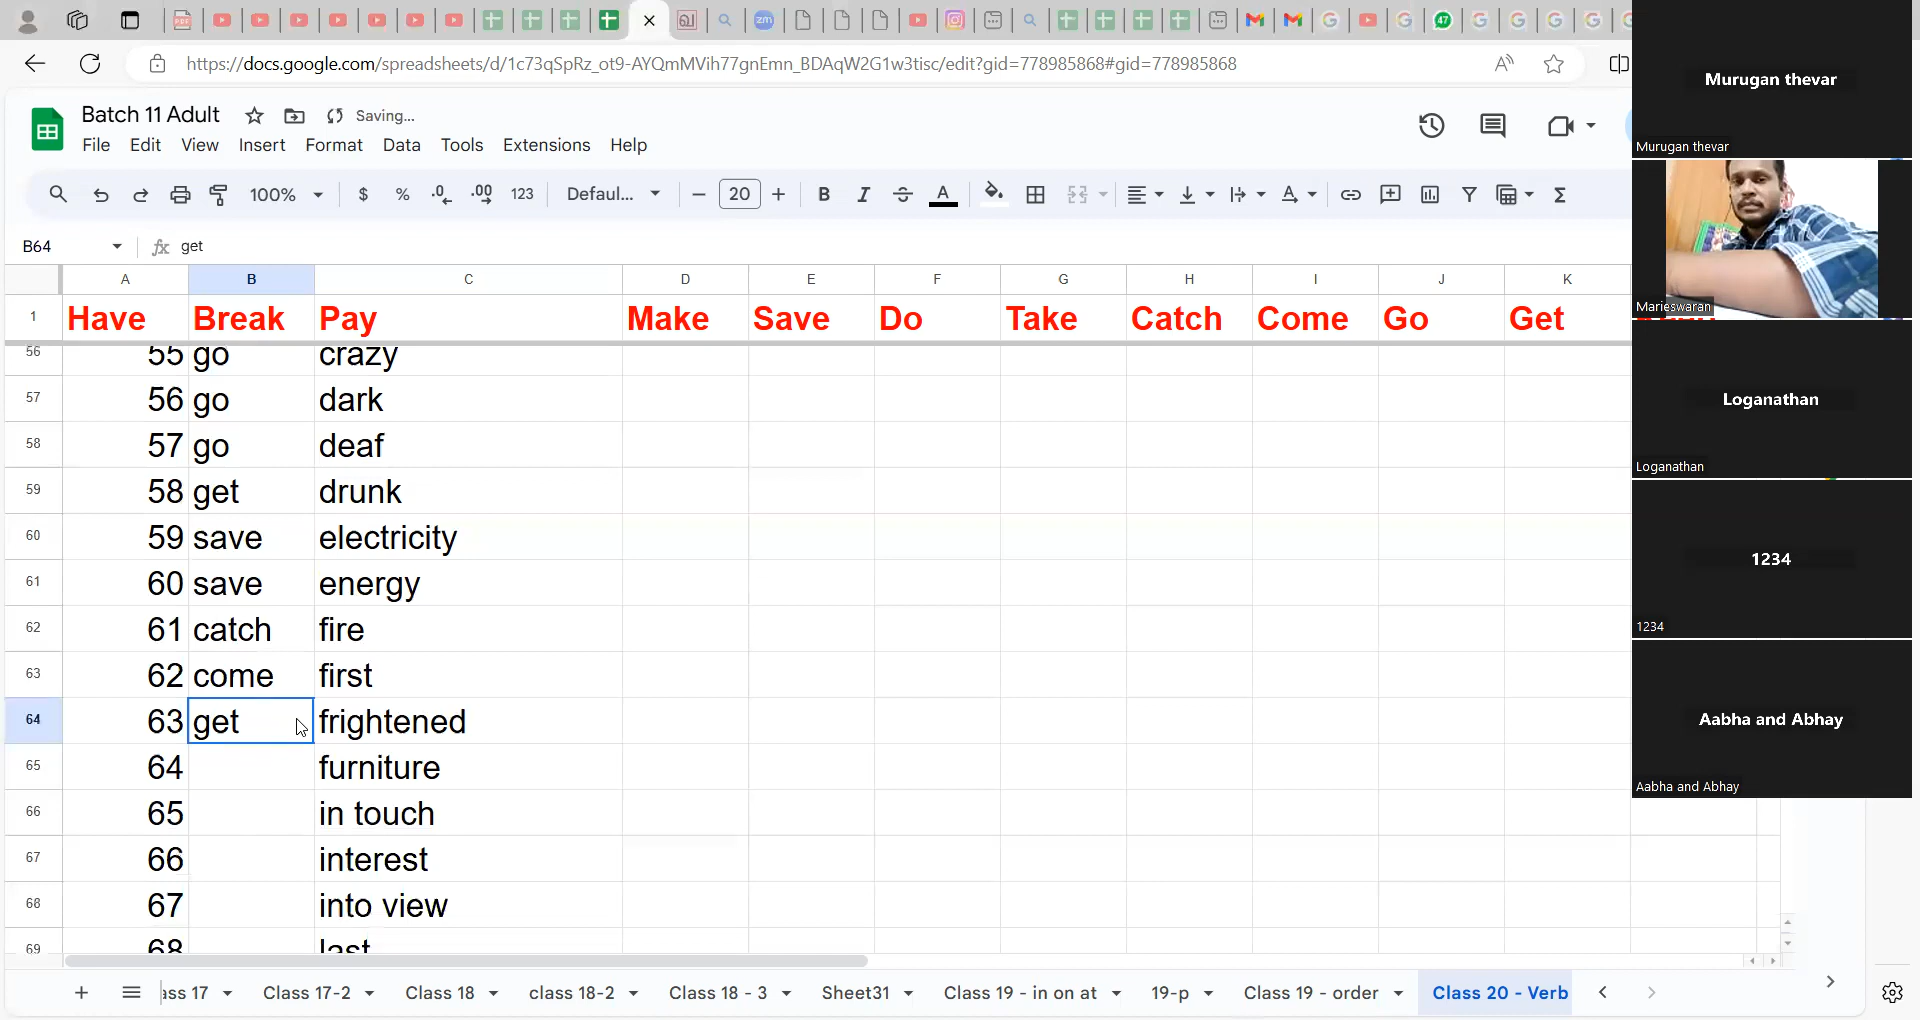 https://docs.google.com/spreadsheets/d/1c73qSpRz_ot9-AYQmMVih77gnEmn_BDAqW2G1w3tisc/edit?gid=778985868#gid=778985868
Batch 11 Adult Saving...
File Edit View Insert Format Data Tools Extensions Help
100% $ % .0 .00 123 Defaul... 20 B I A Σ
B64 fx get
A B C D E F G H I J K
1 Have Break Pay Make Save Do Take Catch Come Go Get
56 55 go crazy
57 56 go dark
58 57 go deaf
59 58 get drunk
60 59 save electricity
61 60 save energy
62 61 catch fire
63 62 come first
64 63 get frightened
65 64 furniture
66 65 in touch
67 66 interest
68 67 into view
69 68 last
ass 17 Class 17-2 Class 18 class 18-2 Class 18 - 3 Sheet31 Class 19 - in on at 19-p Class 19 - order Class 20 - Verb
Murugan thevar
Murugan thevar
Marieswaran
Loganathan
Loganathan
1234
1234
Aabha and Abhay
Aabha and Abhay